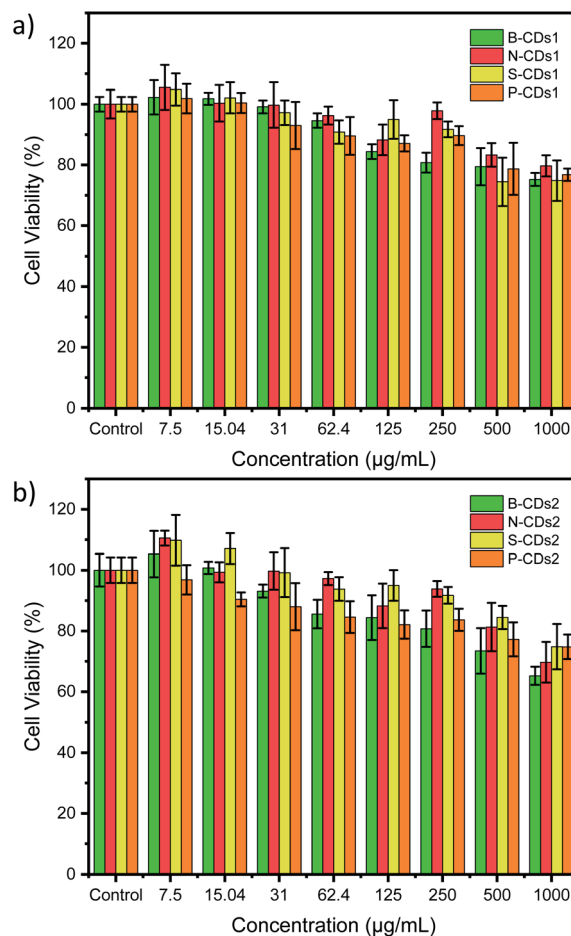 a)
120
100
80
60
40
20
0
Cell Viability (%)
B-CDs1
N-CDs1
S-CDs1
P-CDs1
Control 7.5 15.04 31 62.4 125 250 500 1000
Concentration (µg/mL)
b)
120
100
80
60
40
20
0
Cell Viability (%)
B-CDs2
N-CDs2
S-CDs2
P-CDs2
Control 7.5 15.04 31 62.4 125 250 500 1000
Concentration (µg/mL)